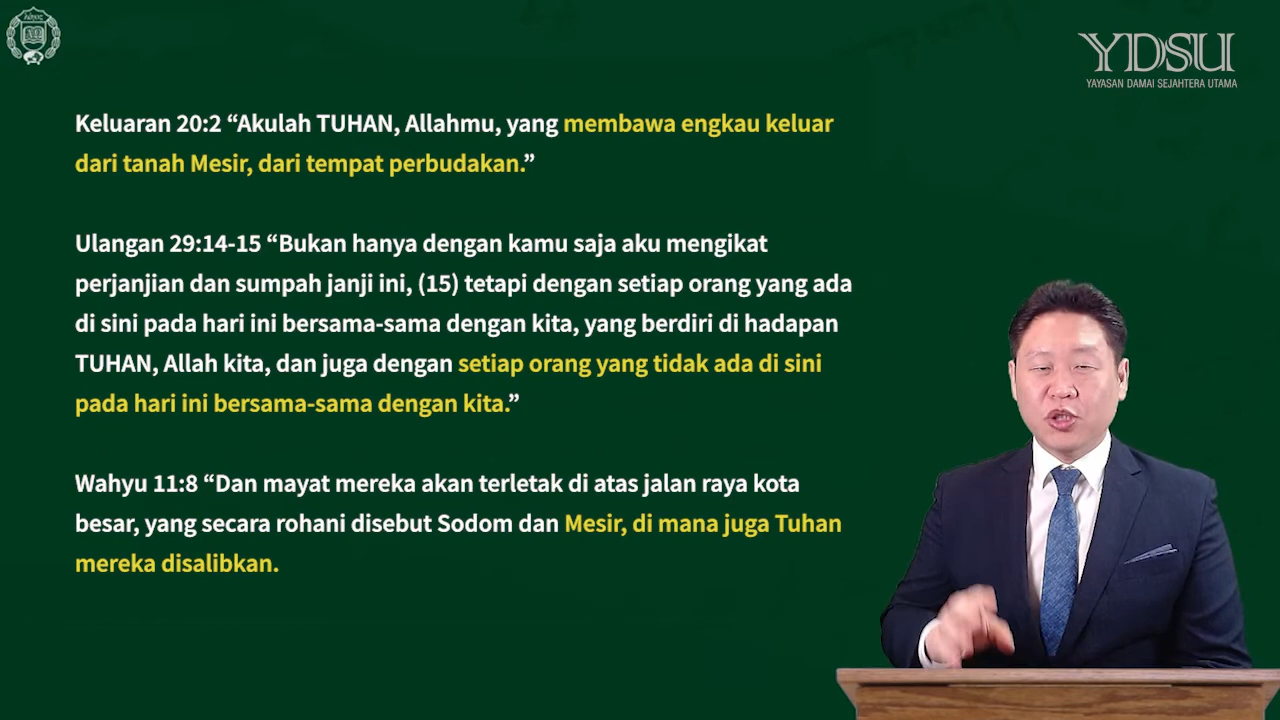 YDSU
YAYASAN DAMAI SEJAHTERA UTAMA
Keluaran 20:2 “Akulah TUHAN, Allahmu, yang membawa engkau keluar
dari tanah Mesir, dari tempat perbudakan.”
Ulangan 29:14-15 “Bukan hanya dengan kamu saja aku mengikat
perjanjian dan sumpah janji ini, (15) tetapi dengan setiap orang yang ada
di sini pada hari ini bersama-sama dengan kita, yang berdiri di hadapan
TUHAN, Allah kita, dan juga dengan setiap orang yang tidak ada di sini
pada hari ini bersama-sama dengan kita.”
Wahyu 11:8 “Dan mayat mereka akan terletak di atas jalan raya kota
besar, yang secara rohani disebut Sodom dan Mesir, di mana juga Tuhan
mereka disalibkan.